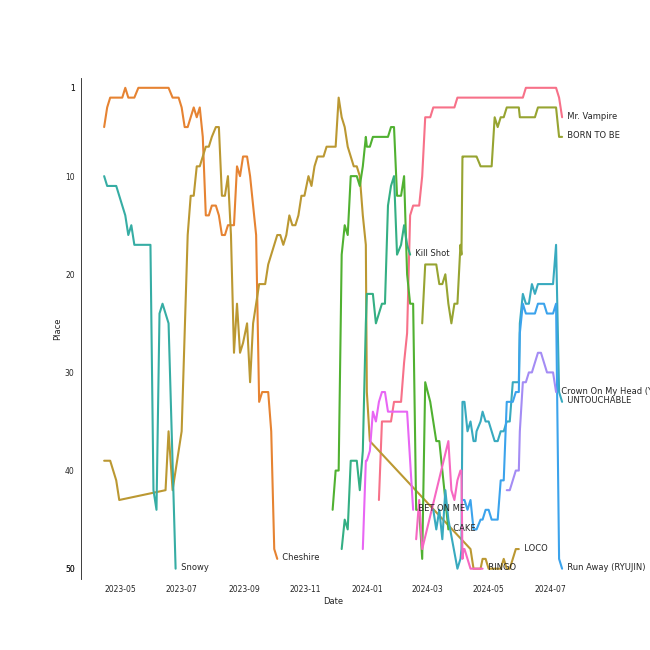 1
10
20
30
40
50
Place
2023-05
2023-07
2023-09
2023-11
2024-01
2024-03
2024-05
2024-07
Date
Mr. Vampire
BORN TO BE
Kill Shot
Crown On My Head (Y
UNTOUCHABLE
BET ON ME
CAKE
LOCO
Cheshire
Snowy
RINGO
Run Away (RYUJIN)